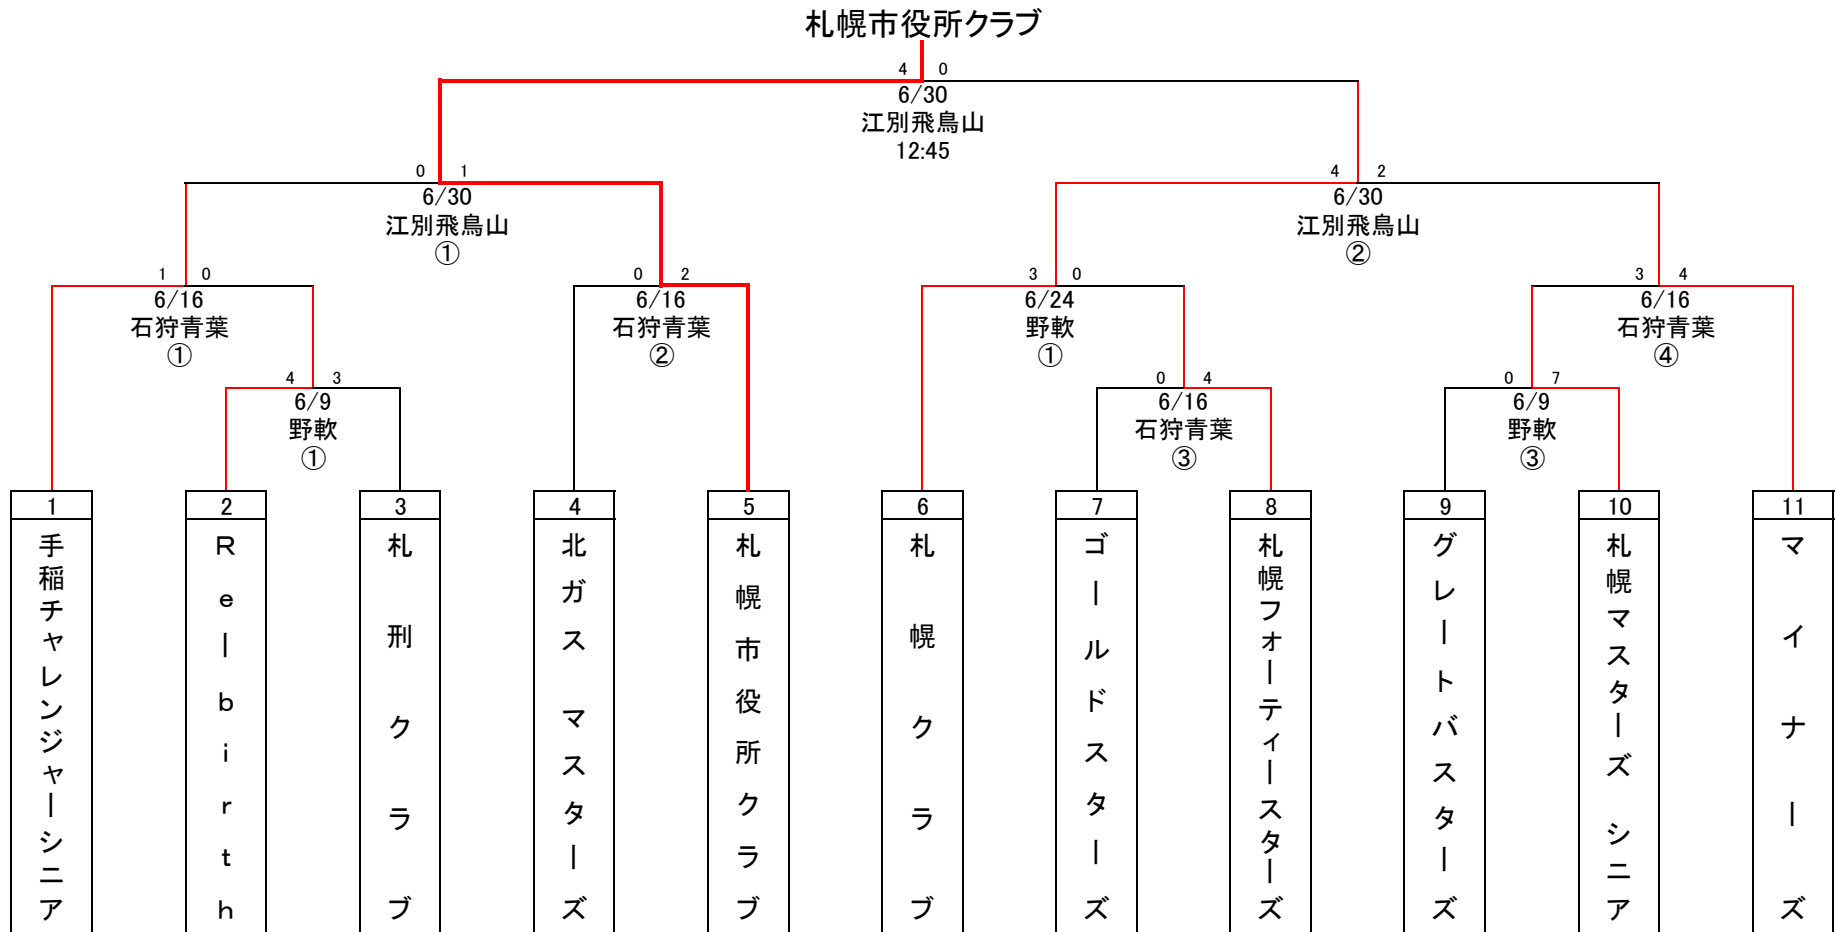 札幌市役所クラブ
4 0
6/30
江別飛鳥山
12:45
0 1
6/30
江別飛鳥山
①
4 2
6/30
江別飛鳥山
②
1 0
6/16
石狩青葉
①
0 2
6/16
石狩青葉
②
3 0
6/24
野軟
①
3 4
6/16
石狩青葉
④
4 3
6/9
野軟
①
0 4
6/16
石狩青葉
③
0 7
6/9
野軟
③
1
手稲チャレンジャーシニア
2
Re|birth
3
札刑クラブ
4
北ガス マスターズ
5
札幌市役所クラブ
6
札幌クラブ
7
ゴールドスターズ
8
札幌フォーティースターズ
9
グレートバスターズ
10
札幌マスターズ シニア
11
マイナーズ